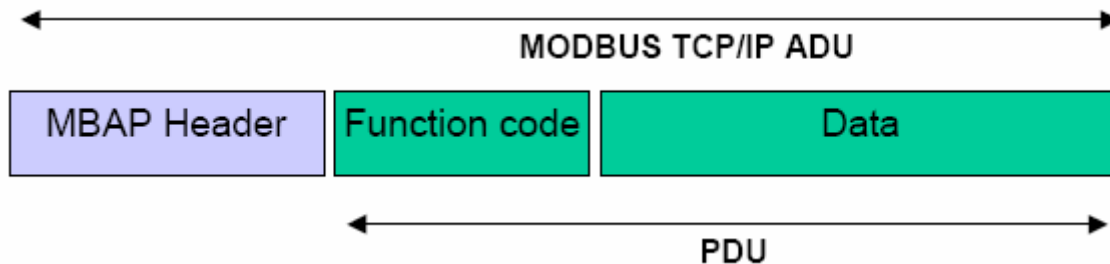 MODBUS TCP/IP ADU
MBAP Header Function code Data
PDU